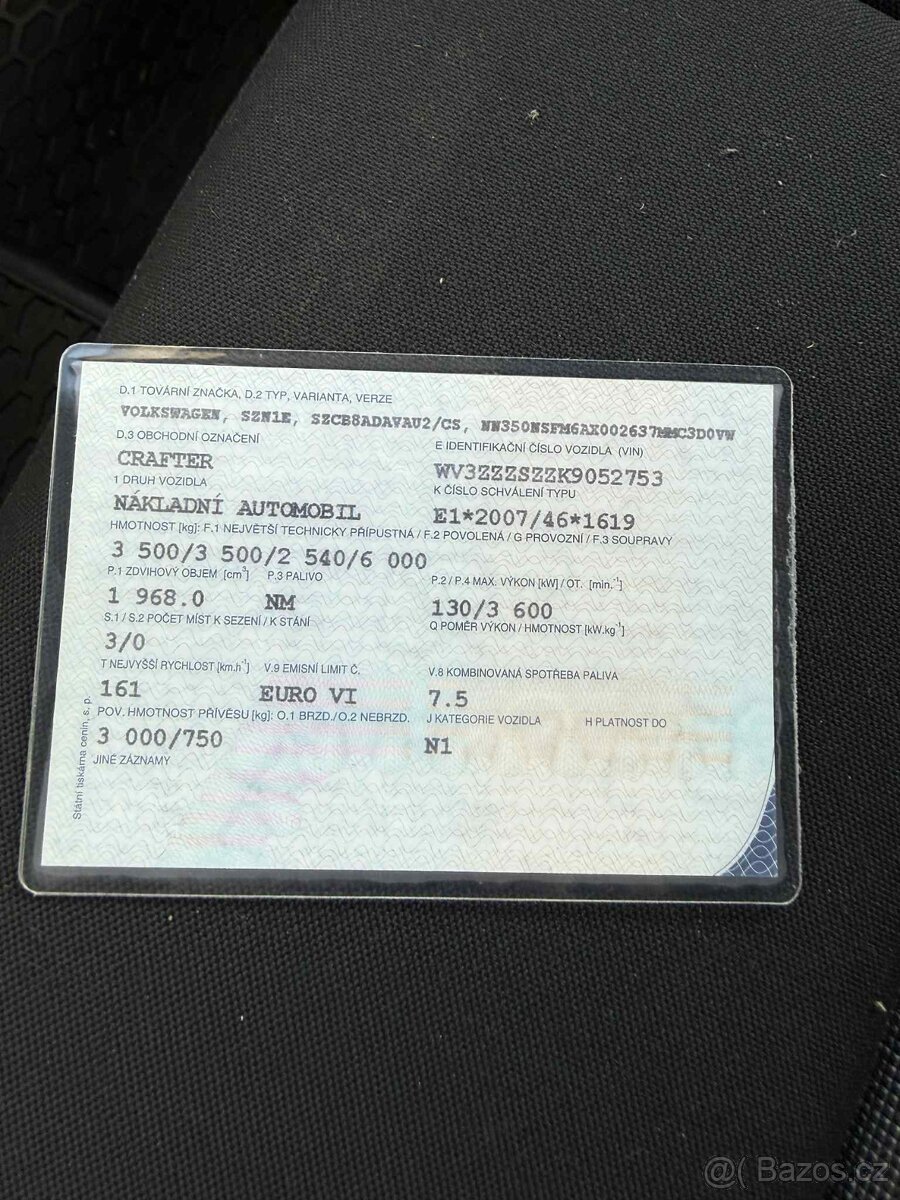 D.1 TOVÁRNÍ ZNAČKA, D.2 TYP, VARIANTA, VERZE
VOLKSWAGEN, SZN1E, SZCB8ADAVAU2/CS, NN350NSFM6AX002637MMC3D0VW
D.3 OBCHODNÍ OZNAČENÍ E IDENTIFIKAČNÍ ČÍSLO VOZIDLA (VIN)
CRAFTER WV3ZZZSZZK9052753
1 DRUH VOZIDLA K ČÍSLO SCHVÁLENÍ TYPU
NÁKLADNÍ AUTOMOBIL E1*2007/46*1619
HMOTNOST [kg]: F.1 NEJVĚTŠÍ TECHNICKY PŘÍPUSTNÁ / F.2 POVOLENÁ / G PROVOZNÍ / F.3 SOUPRAVY
3 500/3 500/2 540/6 000
P.1 ZDVIHOVÝ OBJEM [cm³] P.3 PALIVO P.2 / P.4 MAX. VÝKON [kW] / OT. [min.⁻¹]
1 968.0 NM 130/3 600
S.1 / S.2 POČET MÍST K SEZENÍ / K STÁNÍ Q POMĚR VÝKON / HMOTNOST [kW.kg⁻¹]
3/0
T NEJVYŠŠÍ RYCHLOST [km.h⁻¹] V.9 EMISNÍ LIMIT Č. V.8 KOMBINOVANÁ SPOTŘEBA PALIVA
161 EURO VI 7.5
POV. HMOTNOST PŘÍVĚSU [kg]: O.1 BRZD./O.2 NEBRZD. J KATEGORIE VOZIDLA H PLATNOST DO
3 000/750 N1
JINÉ ZÁZNAMY
Státní tiskárna cenin, s. p.
@( Bazos.cz